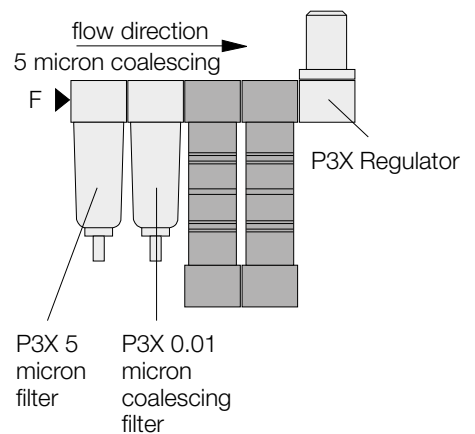 flow direction
5 micron coalescing
F
P3X Regulator
P3X 5
micron
filter
P3X 0.01
micron
coalescing
filter